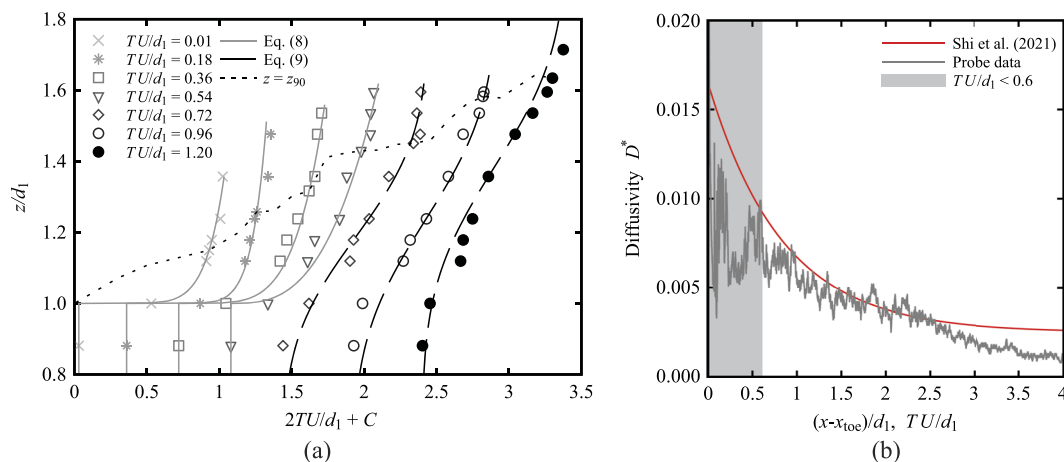 1.8
1.6
1.4
1.2
1.0
0.8
z/d₁
TU/d₁ = 0.01
TU/d₁ = 0.18
TU/d₁ = 0.36
TU/d₁ = 0.54
TU/d₁ = 0.72
TU/d₁ = 0.96
TU/d₁ = 1.20
Eq. (8)
Eq. (9)
z = z₉₀
0 0.5 1 1.5 2 2.5 3 3.5
2TU/d₁ + C
(a)
0.020
0.015
0.010
0.005
0.000
Diffusivity D*
Shi et al. (2021)
Probe data
TU/d₁ < 0.6
0 0.5 1 1.5 2 2.5 3 3.5 4
(x-xₜₒₑ)/d₁, TU/d₁
(b)